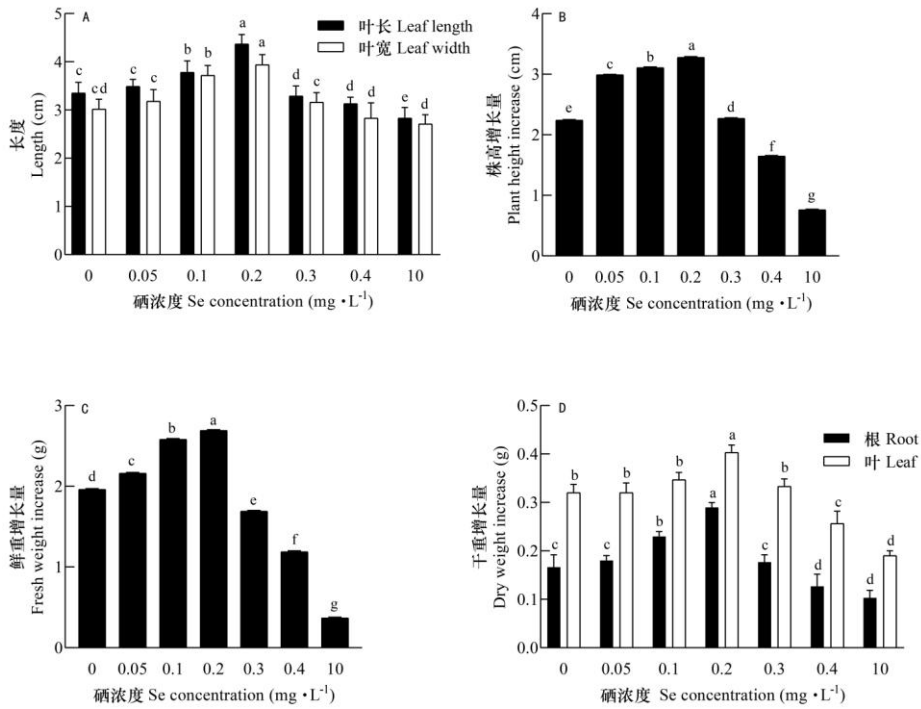 A
叶长 Leaf length
叶宽 Leaf width
长度
Length (cm)
5
4
3
2
1
0
c cd c c b b a a d c d d e d
0 0.05 0.1 0.2 0.3 0.4 10
硒浓度 Se concentration (mg·L⁻¹)
B
株高增长量
Plant height increase (cm)
4
3
2
1
0
e c b a d f g
0 0.05 0.1 0.2 0.3 0.4 10
硒浓度 Se concentration (mg·L⁻¹)
C
鲜重增长量
Fresh weight increase (g)
3
2
1
0
d c b a e f g
0 0.05 0.1 0.2 0.3 0.4 10
硒浓度 Se concentration (mg·L⁻¹)
D
根 Root
叶 Leaf
干重增长量
Dry weight increase (g)
0.5
0.4
0.3
0.2
0.1
0.0
c b c b b b a a c b d c d d
0 0.05 0.1 0.2 0.3 0.4 10
硒浓度 Se concentration (mg·L⁻¹)